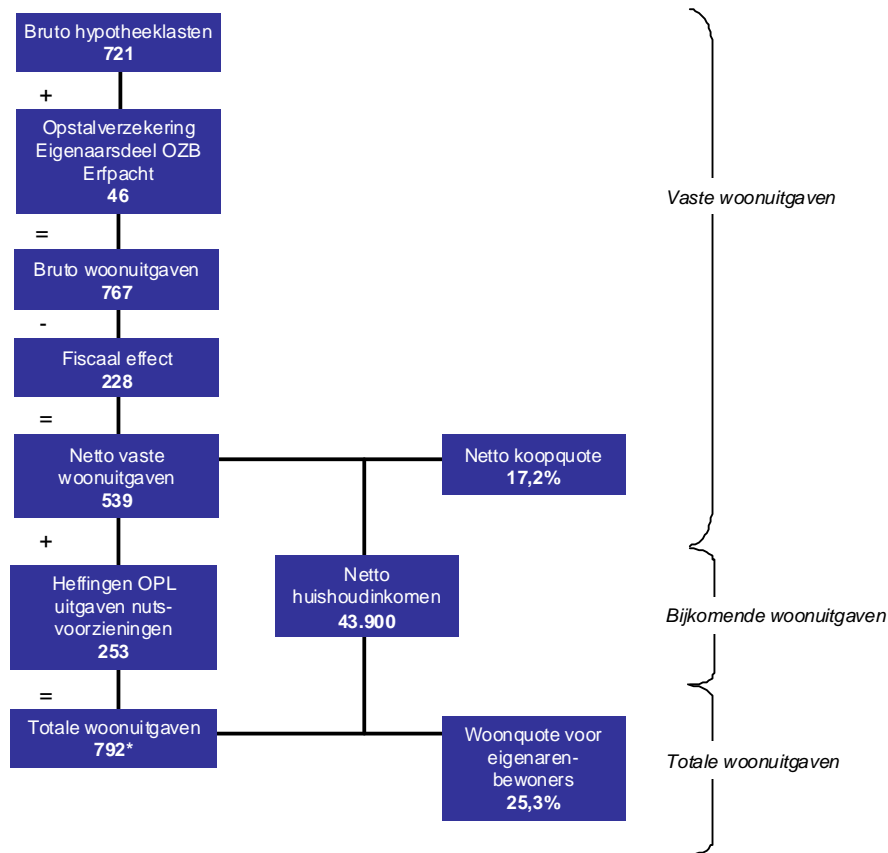 Bruto hypotheeklasten
721
+
Opstalverzekering
Eigenaarsdeel OZB
Erfpacht
46
=
Bruto woonuitgaven
767
-
Fiscaal effect
228
=
Netto vaste
woonuitgaven
539
Netto koopquote
17,2%
Vaste woonuitgaven
+
Heffingen OPL
uitgaven nuts-
voorzieningen
253
Netto
huishoudinkomen
43.900
Bijkomende woonuitgaven
=
Totale woonuitgaven
792*
Woonquote voor
eigenaren-
bewoners
25,3%
Totale woonuitgaven